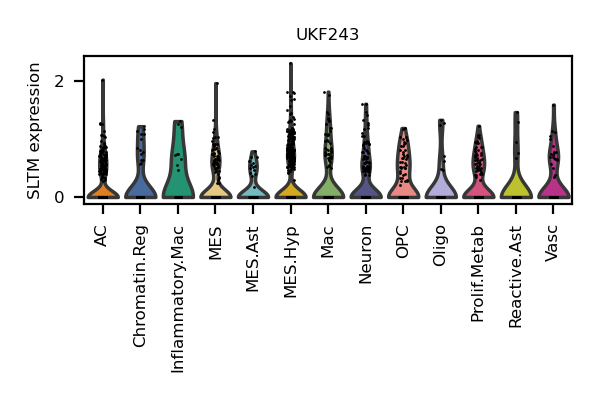 UKF243
SLTM expression
2
0
AC
Chromatin.Reg
Inflammatory.Mac
MES
MES.Ast
MES.Hyp
Mac
Neuron
OPC
Oligo
Prolif.Metab
Reactive.Ast
Vasc